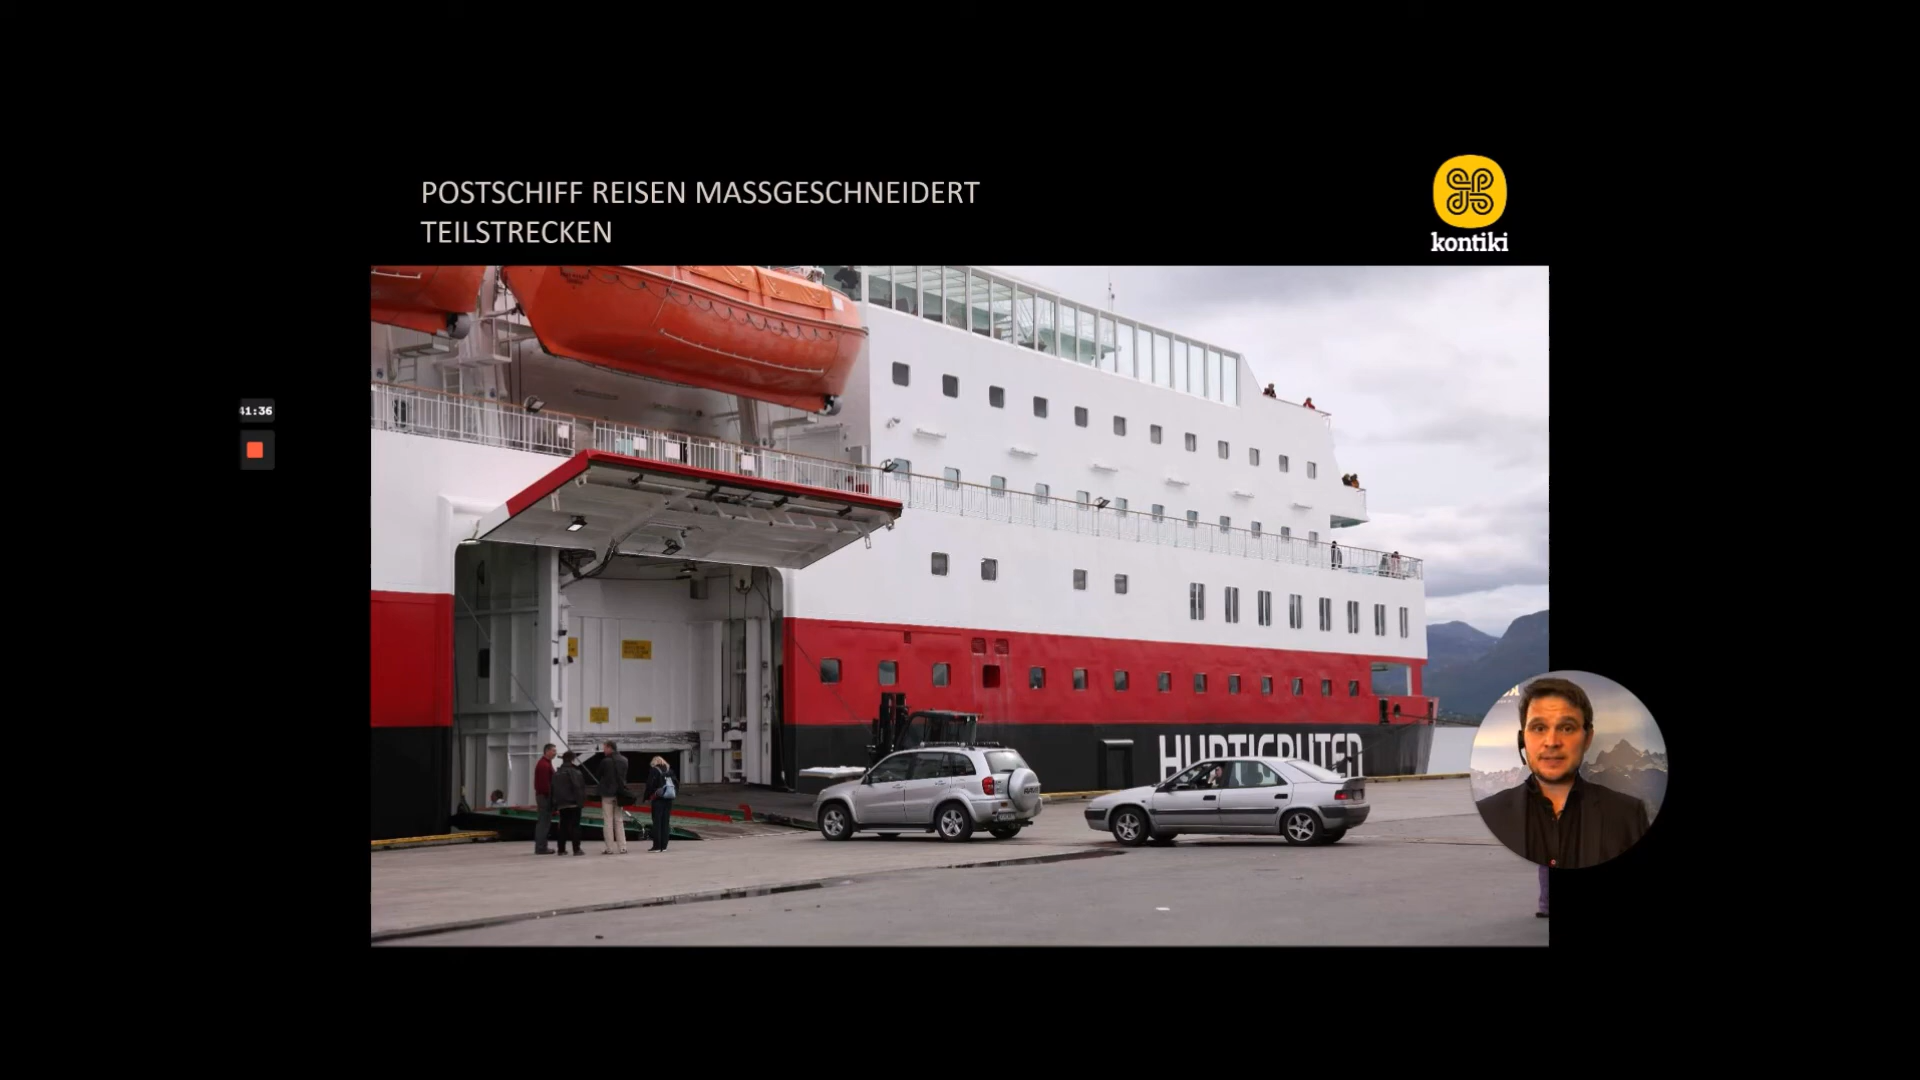 POSTSCHIFF REISEN MASSGESCHNEIDERT
TEILSTRECKEN
kontiki
41:36
HURTIGRUTEN